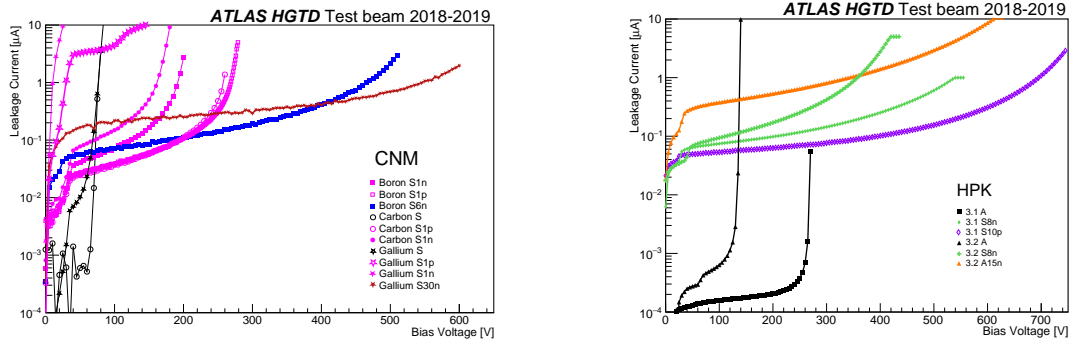 ATLAS HGTD Test beam 2018-2019
Leakage Current [μA]
10
1
10⁻¹
10⁻²
10⁻³
10⁻⁴
CNM
Boron S1n
Boron S1p
Boron S6n
Carbon S
Carbon S1p
Carbon S1n
Gallium S
Gallium S1p
Gallium S1n
Gallium S30n
0 100 200 300 400 500 600
Bias Voltage [V]
ATLAS HGTD Test beam 2018-2019
Leakage Current [μA]
10
1
10⁻¹
10⁻²
10⁻³
10⁻⁴
HPK
3.1 A
3.1 S8n
3.1 S10p
3.2 A
3.2 S8n
3.2 A15n
0 100 200 300 400 500 600 700
Bias Voltage [V]